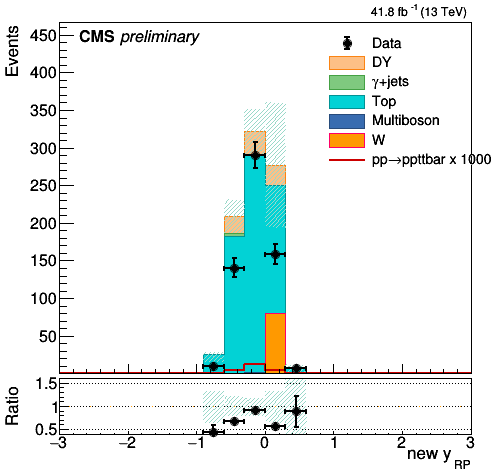 41.8 fb⁻¹ (13 TeV)
CMS preliminary
Events
450
400
350
300
250
200
150
100
50
Data
DY
γ+jets
Top
Multiboson
W
pp→ppttbar x 1000
Ratio
1.5
1
0.5
−3 −2 −1 0 1 2 3
new y_RP